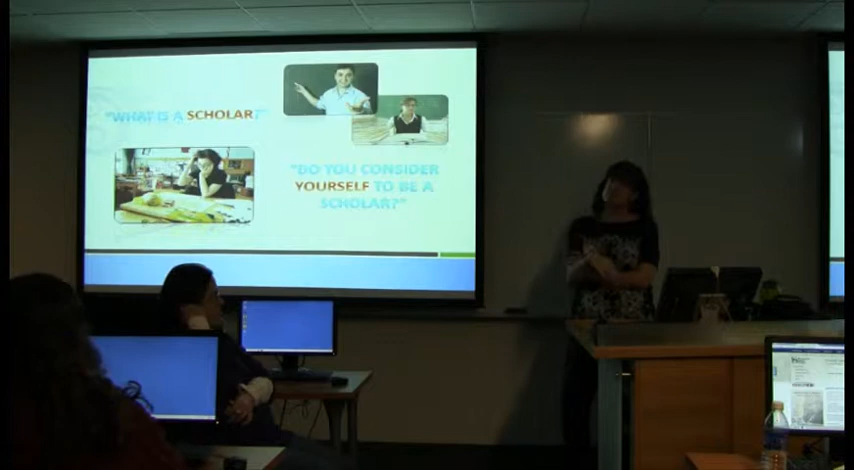 "WHAT IS A SCHOLAR?"
"DO YOU CONSIDER
YOURSELF TO BE A
SCHOLAR?"